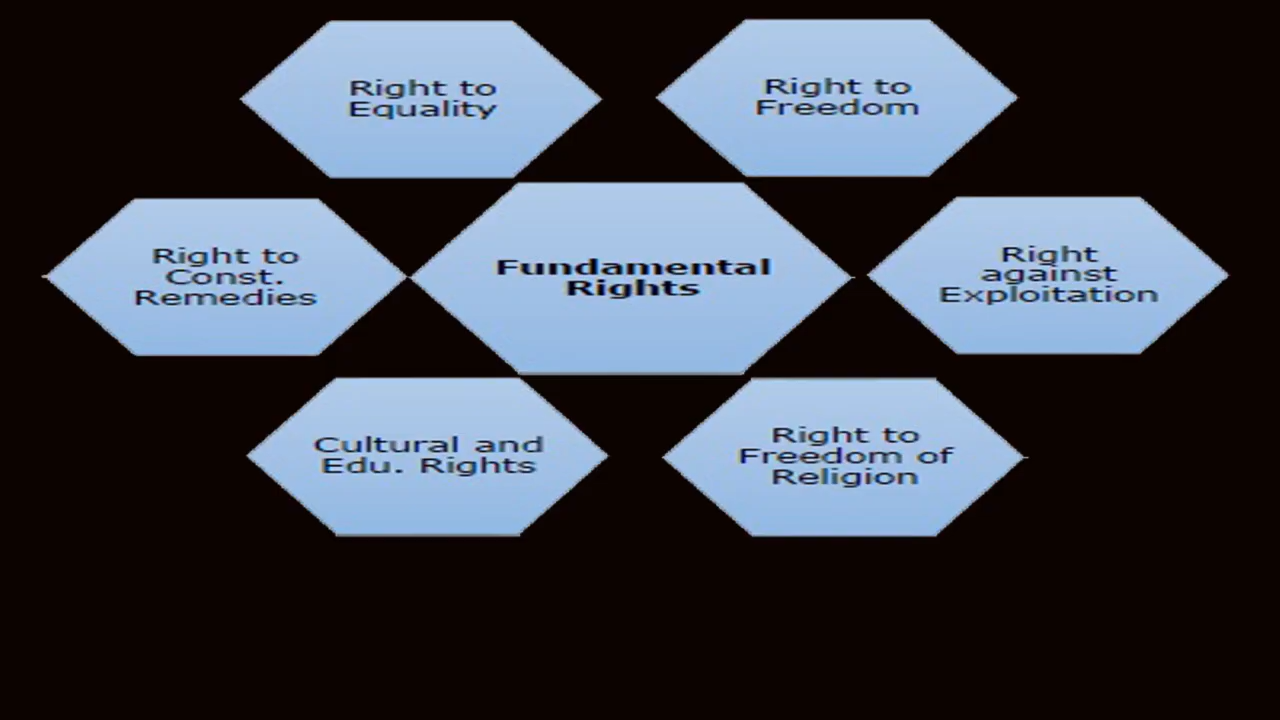 Right to
Equality
Right to
Freedom
Right to
Const.
Remedies
Fundamental
Rights
Right
against
Exploitation
Cultural and
Edu. Rights
Right to
Freedom of
Religion